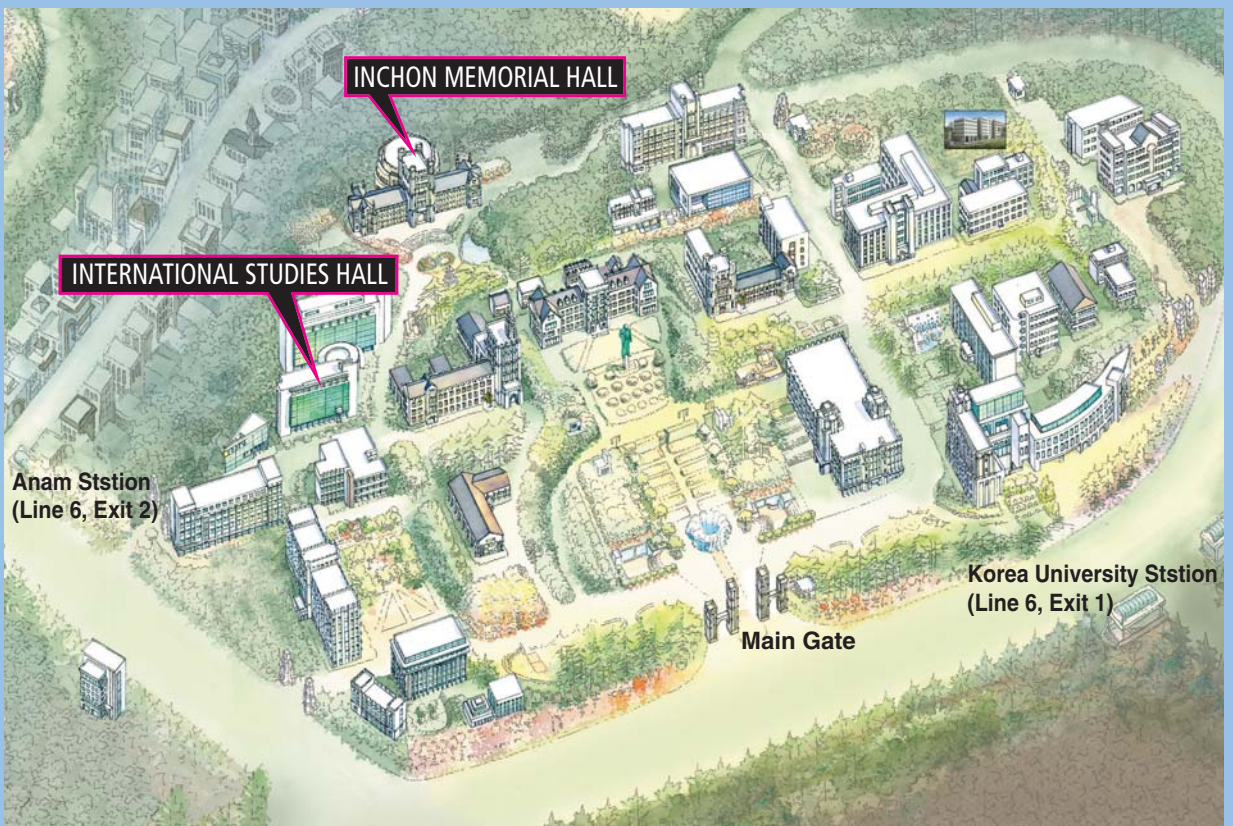 INCHON MEMORIAL HALL
INTERNATIONAL STUDIES HALL
Anam Ststion
(Line 6, Exit 2)
Korea University Ststion
(Line 6, Exit 1)
Main Gate